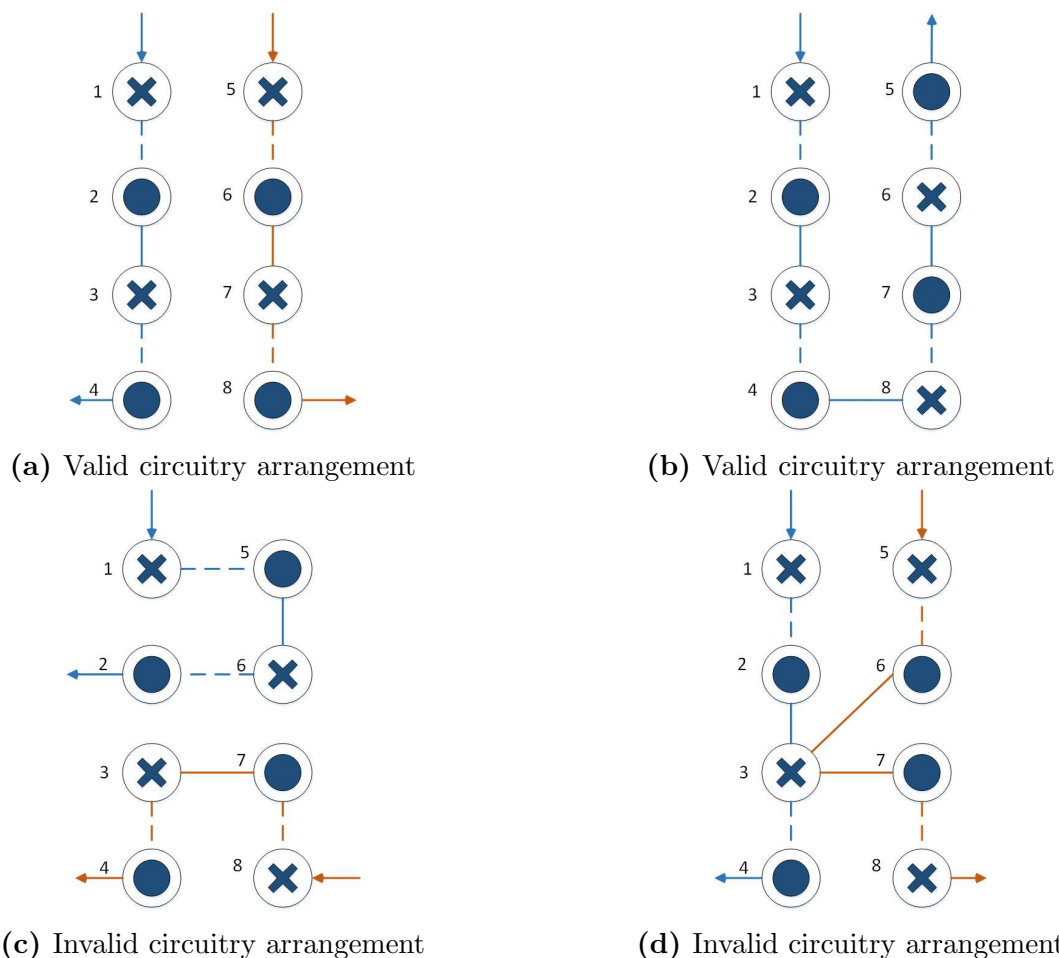 1 5 1 5
2 6 2 6
3 7 3 7
4 8 4 8
(a) Valid circuitry arrangement
(b) Valid circuitry arrangement
1 5 1 5
2 6 2 6
3 7 3 7
4 8 4 8
(c) Invalid circuitry arrangement
(d) Invalid circuitry arrangement